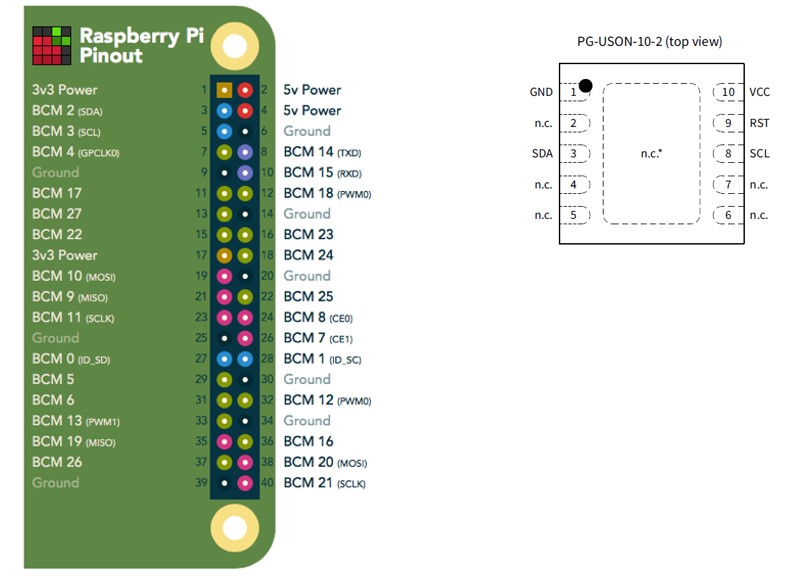 Raspberry Pi
Pinout
3v3 Power 1 2 5v Power
BCM 2 (SDA) 3 4 5v Power
BCM 3 (SCL) 5 6 Ground
BCM 4 (GPCLK0) 7 8 BCM 14 (TXD)
Ground 9 10 BCM 15 (RXD)
BCM 17 11 12 BCM 18 (PWM0)
BCM 27 13 14 Ground
BCM 22 15 16 BCM 23
3v3 Power 17 18 BCM 24
BCM 10 (MOSI) 19 20 Ground
BCM 9 (MISO) 21 22 BCM 25
BCM 11 (SCLK) 23 24 BCM 8 (CE0)
Ground 25 26 BCM 7 (CE1)
BCM 0 (ID_SD) 27 28 BCM 1 (ID_SC)
BCM 5 29 30 Ground
BCM 6 31 32 BCM 12 (PWM0)
BCM 13 (PWM1) 33 34 Ground
BCM 19 (MISO) 35 36 BCM 16
BCM 26 37 38 BCM 20 (MOSI)
Ground 39 40 BCM 21 (SCLK)
PG-USON-10-2 (top view)
GND 1 10 VCC
n.c. 2 9 RST
SDA 3 n.c.* 8 SCL
n.c. 4 7 n.c.
n.c. 5 6 n.c.